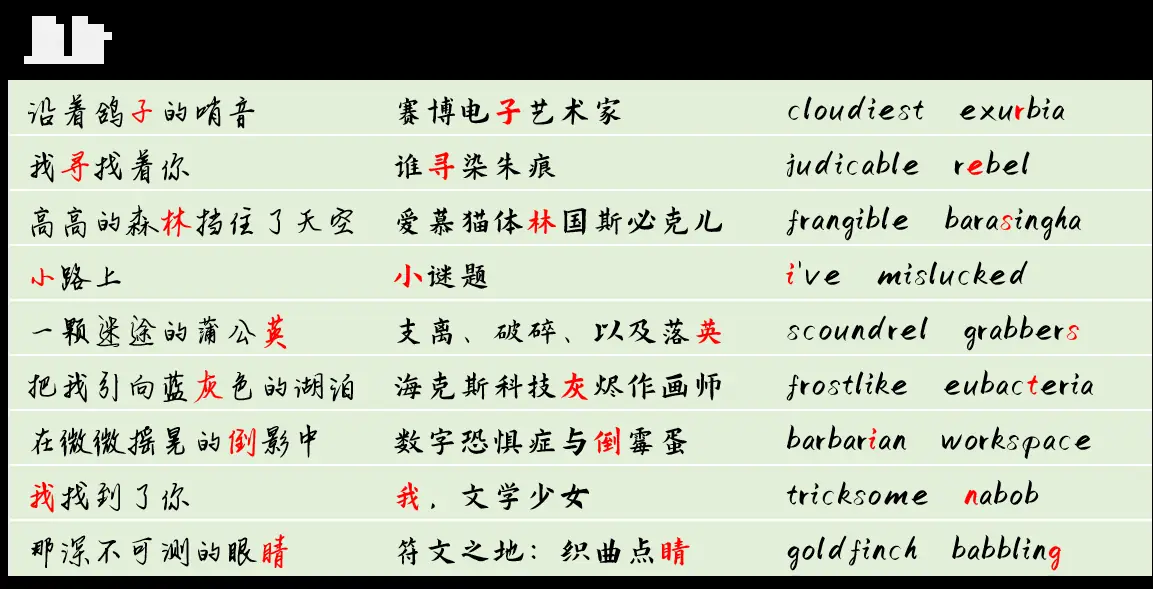 沿着鸽子的哨音 赛博电子艺术家 cloudiest exurbia
我寻找着你 谁寻染朱痕 judicable rebel
高高的森林挡住了天空 爱慕猫体林国斯必克儿 frangible barasingha
小路上 小谜题 i've mislucked
一颗迷途的蒲公英 支离、破碎、以及落英 scoundrel grabbers
把我引向蓝灰色的湖泊 海克斯科技灰烬作画师 frostlike eubacteria
在微微摇晃的倒影中 数字恐惧症与倒霉蛋 barbarian workspace
我找到了你 我，文学少女 tricksome nabob
那深不可测的眼睛 符文之地：织曲点睛 goldfinch babbling